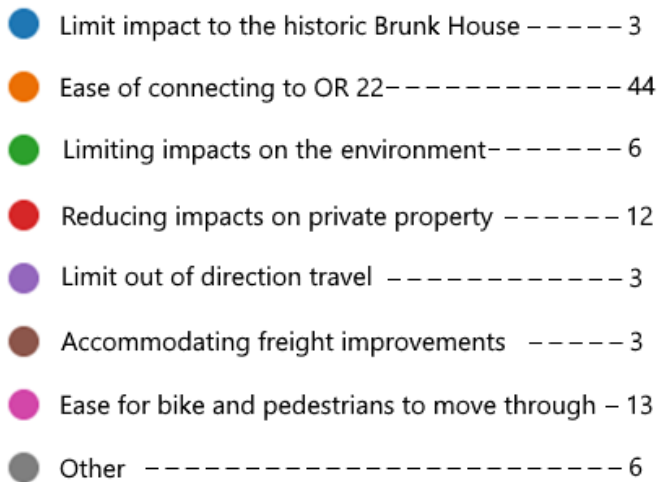 Limit impact to the historic Brunk House – – – – – 3
Ease of connecting to OR 22– – – – – – – – – – – – 44
Limiting impacts on the environment– – – – – – – 6
Reducing impacts on private property – – – – – – 12
Limit out of direction travel – – – – – – – – – – – – 3
Accommodating freight improvements – – – – – 3
Ease for bike and pedestrians to move through – 13
Other – – – – – – – – – – – – – – – – – – – – – – – – 6